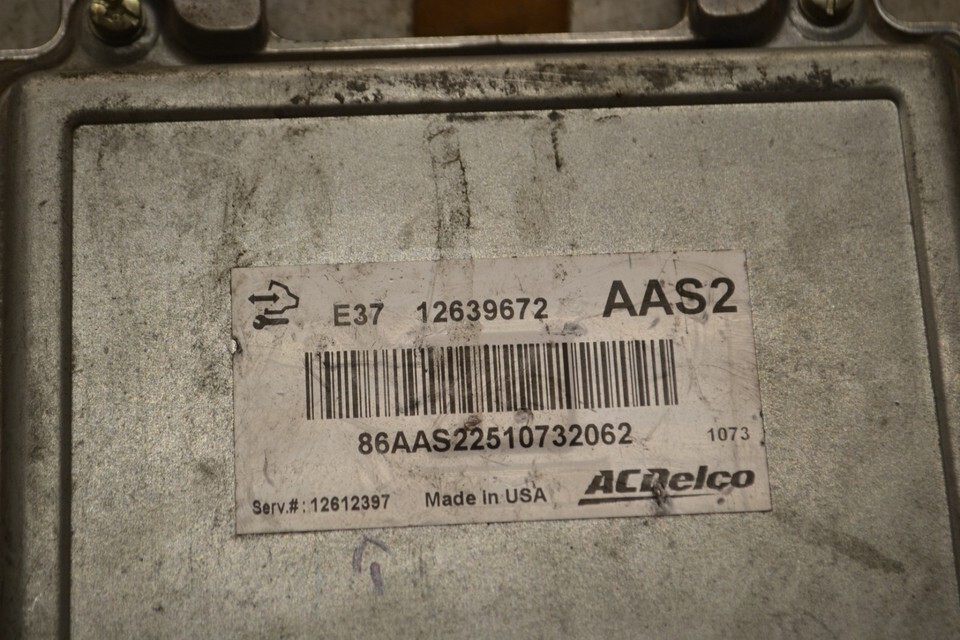 E37 12639672 AAS2
86AAS22510732062 1073
Serv.#: 12612397 Made in USA ACDelco